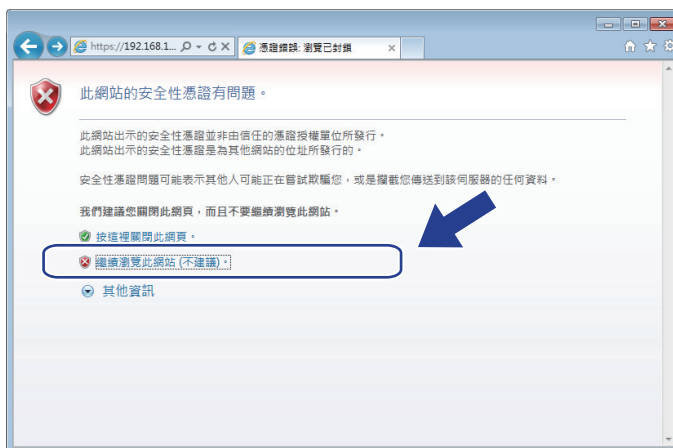 https://192.168.1...
憑證錯誤: 瀏覽已封鎖
此網站的安全性憑證有問題。
此網站出示的安全性憑證並非由信任的憑證授權單位所發行。
此網站出示的安全性憑證是為其他網站的位址所發行的。
安全性憑證問題可能表示其他人可能正在嘗試欺騙您，或是攔截您傳送到該伺服器的任何資料。
我們建議您關閉此網頁，而且不要繼續瀏覽此網站。
按這裡關閉此網頁。
繼續瀏覽此網站 (不建議)。
其他資訊